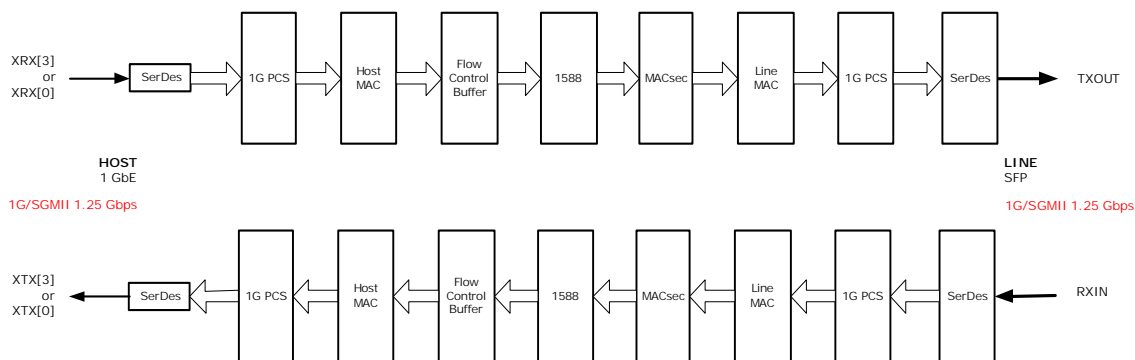 XRX[3]
or
XRX[0]
SerDes
1G PCS
Host
MAC
Flow
Control
Buffer
1588
MACsec
Line
MAC
1G PCS
SerDes
TXOUT
HOST
1 GbE
1G/SGMII 1.25 Gbps
LINE
SFP
1G/SGMII 1.25 Gbps
XTX[3]
or
XTX[0]
SerDes
1G PCS
Host
MAC
Flow
Control
Buffer
1588
MACsec
Line
MAC
1G PCS
SerDes
RXIN